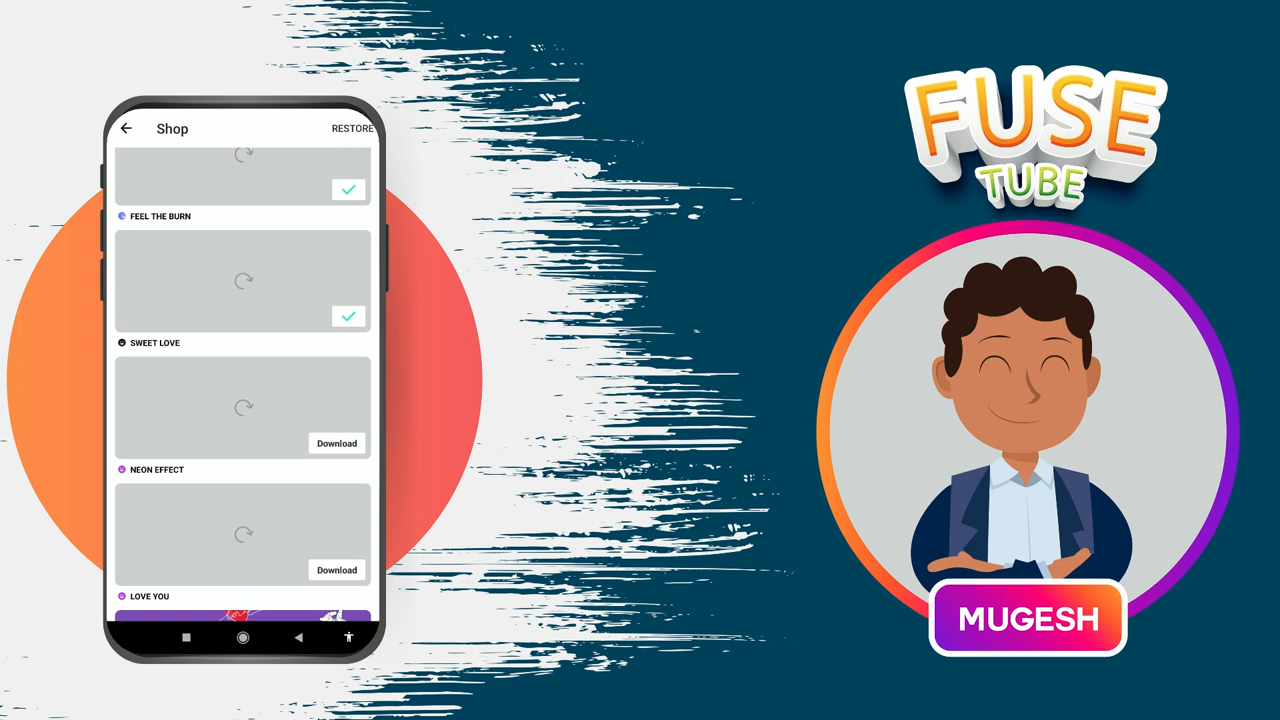 Shop
RESTORE
FEEL THE BURN
SWEET LOVE
Download
NEON EFFECT
Download
LOVE YOU
FUSE
TUBE
MUGESH